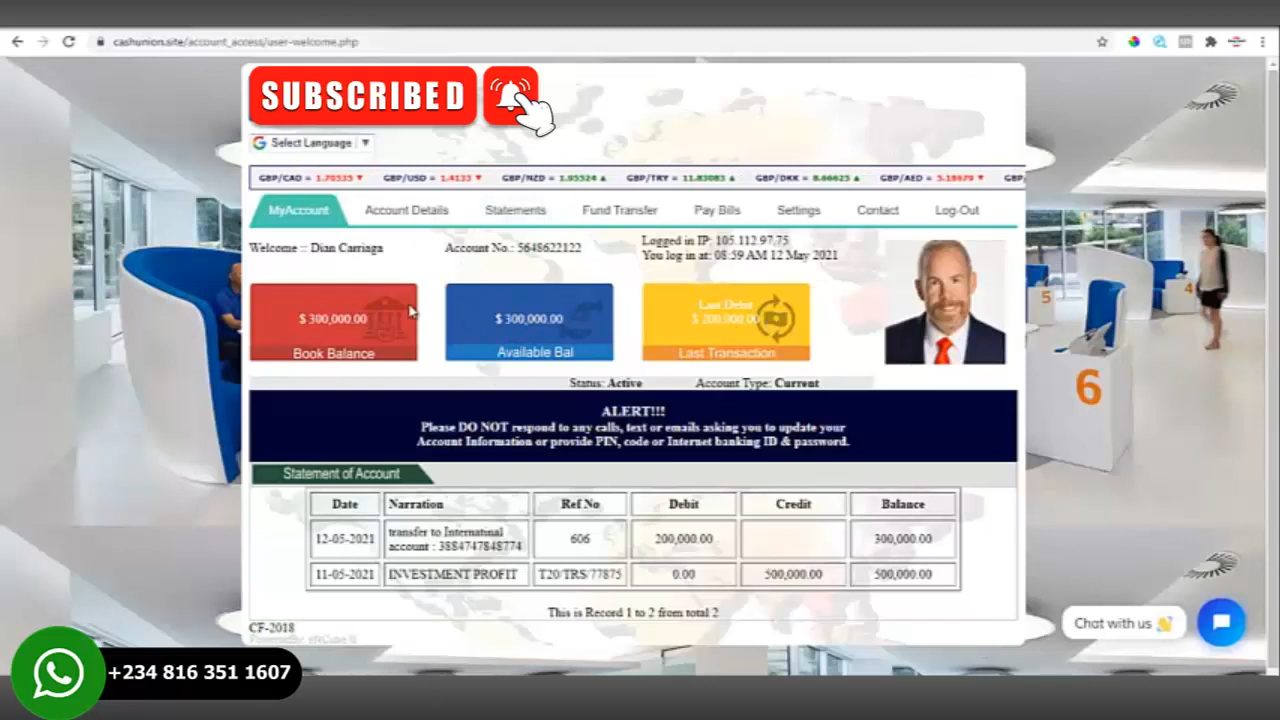 cashunion.site/account_access/user-welcome.php
SUBSCRIBED
Select Language ▼
GBP/CAD = 1.70535 ▼ GBP/USD = 1.4133 ▼ GBP/NZD = 1.95524 ▲ GBP/TRY = 11.83083 ▲ GBP/DKK = 8.66625 ▲ GBP/AED = 5.18679 ▼ GBP/
MyAccount Account Details Statements Fund Transfer Pay Bills Settings Contact Log-Out
Welcome :: Dian Carriaga Account No.: 5648622122 Logged in IP: 105.112.97.75
You log in at: 08:59 AM 12 May 2021
$ 300,000.00
Book Balance
$ 300,000.00
Available Bal
Last Debit
$ 200,000.00
Last Transaction
Status: Active Account Type: Current
ALERT!!!
Please DO NOT respond to any calls, text or emails asking you to update your
Account Information or provide PIN, code or Internet banking ID & password.
Statement of Account
Date Narration Ref.No Debit Credit Balance
12-05-2021 transfer to Internatinal account : 3884747848774 606 200,000.00 300,000.00
11-05-2021 INVESTMENT PROFIT T20/TRS/77875 0.00 500,000.00 500,000.00
This is Record 1 to 2 from total 2
CF-2018
5
4
6
Chat with us 👋
+234 816 351 1607